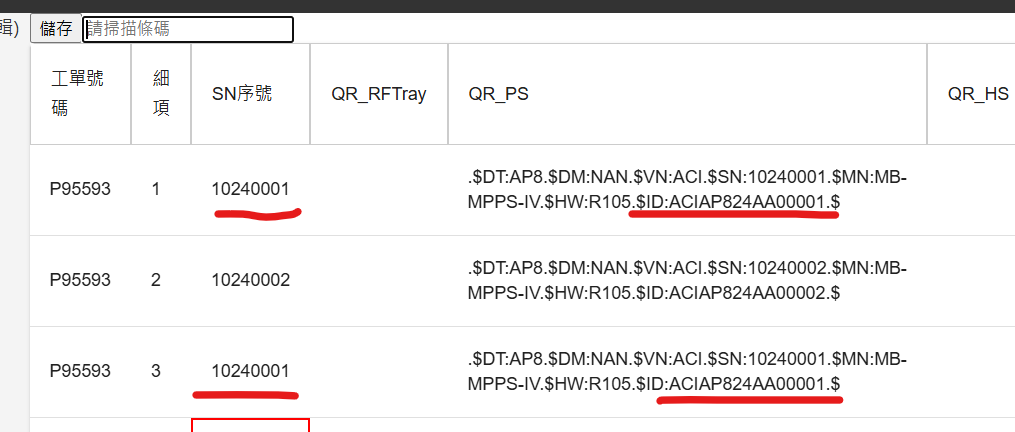 輯) 儲存 請掃描條碼
工單號碼 細項 SN序號 QR_RFTray QR_PS QR_HS
P95593 1 10240001 .$DT:AP8.$DM:NAN.$VN:ACI.$SN:10240001.$MN:MB-
MPPS-IV.$HW:R105.$ID:ACIAP824AA00001.$
P95593 2 10240002 .$DT:AP8.$DM:NAN.$VN:ACI.$SN:10240002.$MN:MB-
MPPS-IV.$HW:R105.$ID:ACIAP824AA00002.$
P95593 3 10240001 .$DT:AP8.$DM:NAN.$VN:ACI.$SN:10240001.$MN:MB-
MPPS-IV.$HW:R105.$ID:ACIAP824AA00001.$